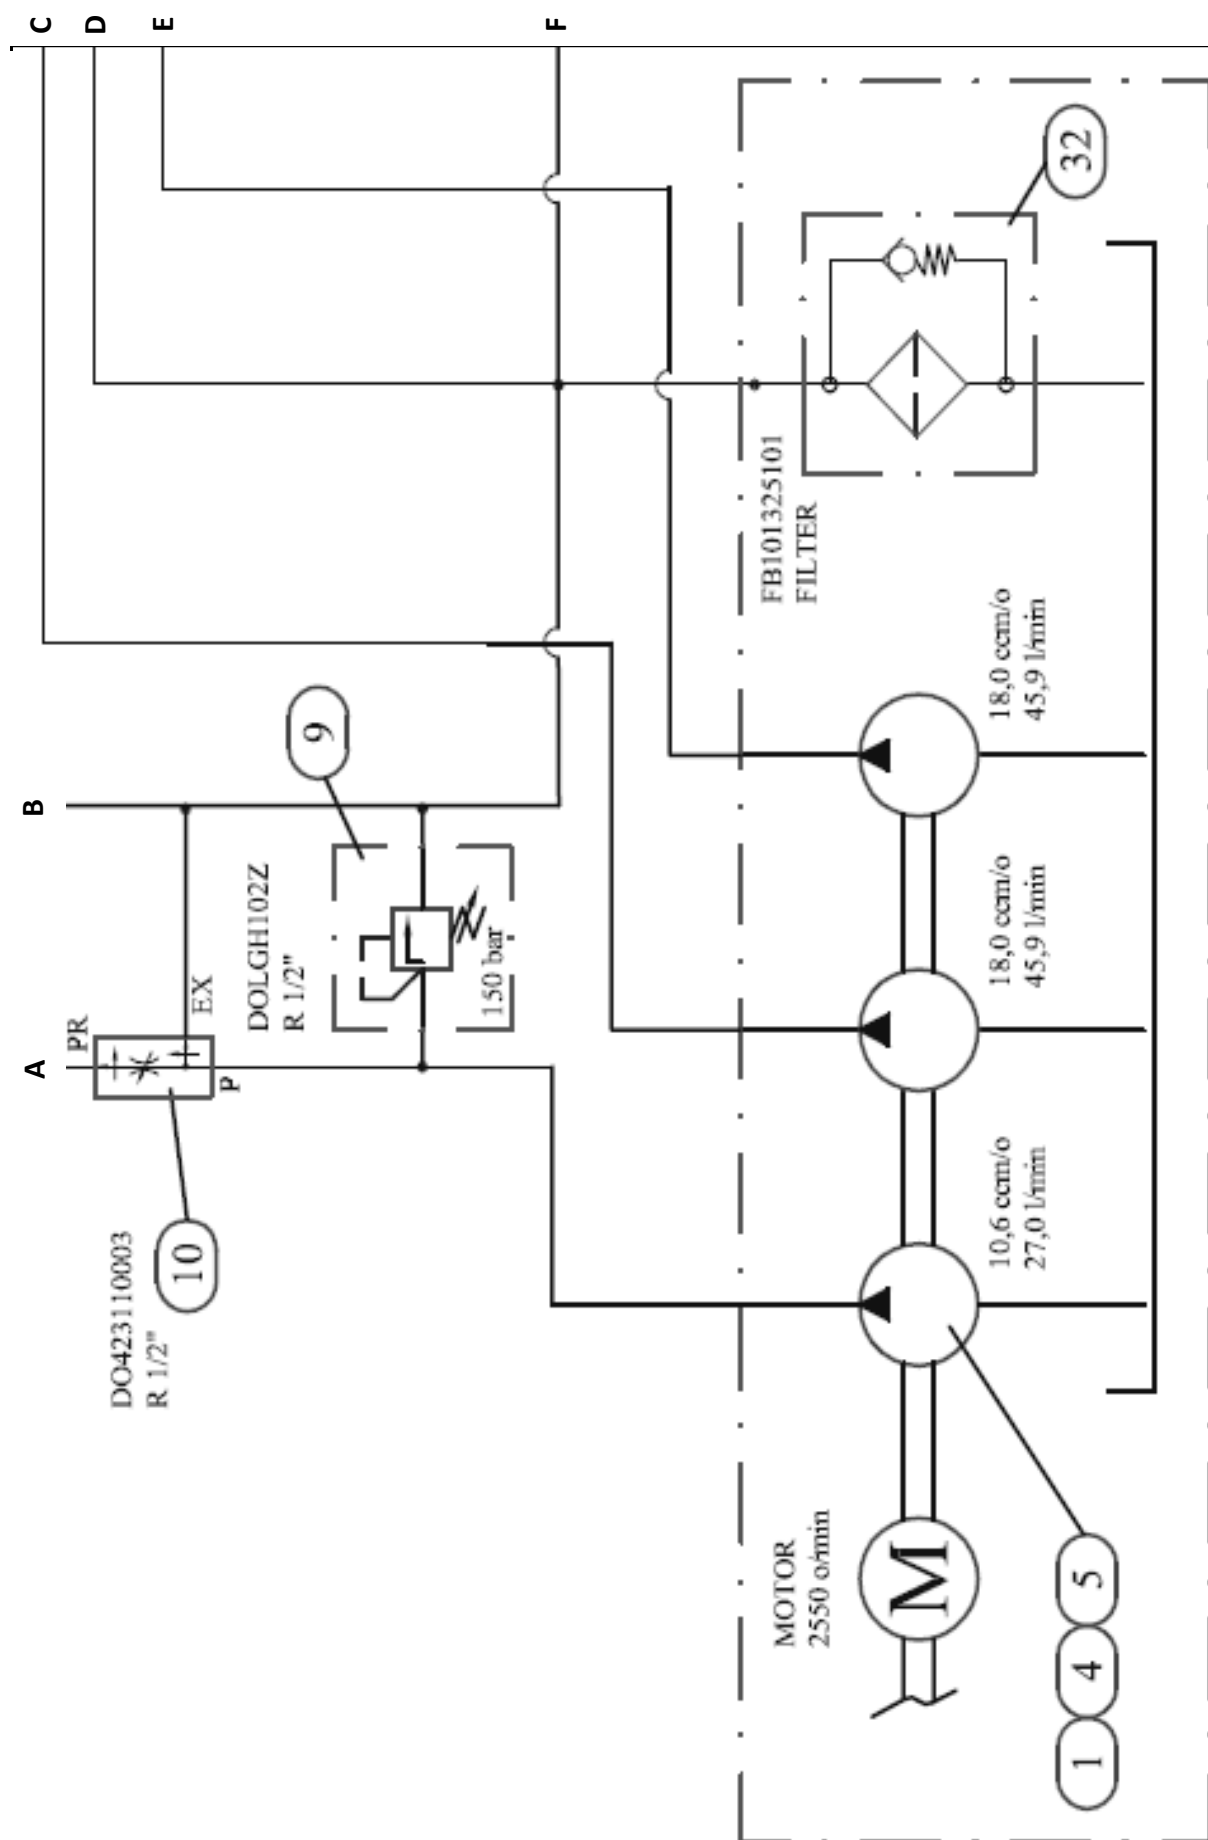 C
D
E
F
B
A
PR
EX
P
DO423110003
R 1/2"
10
DOLGH102Z
R 1/2"
9
150 bar
FB101325101
FILTER
32
18,0 ccm/o
45,9 l/min
18,0 ccm/o
45,9 l/min
10,6 ccm/o
27,0 l/min
MOTOR
2550 o/min
M
1
4
5